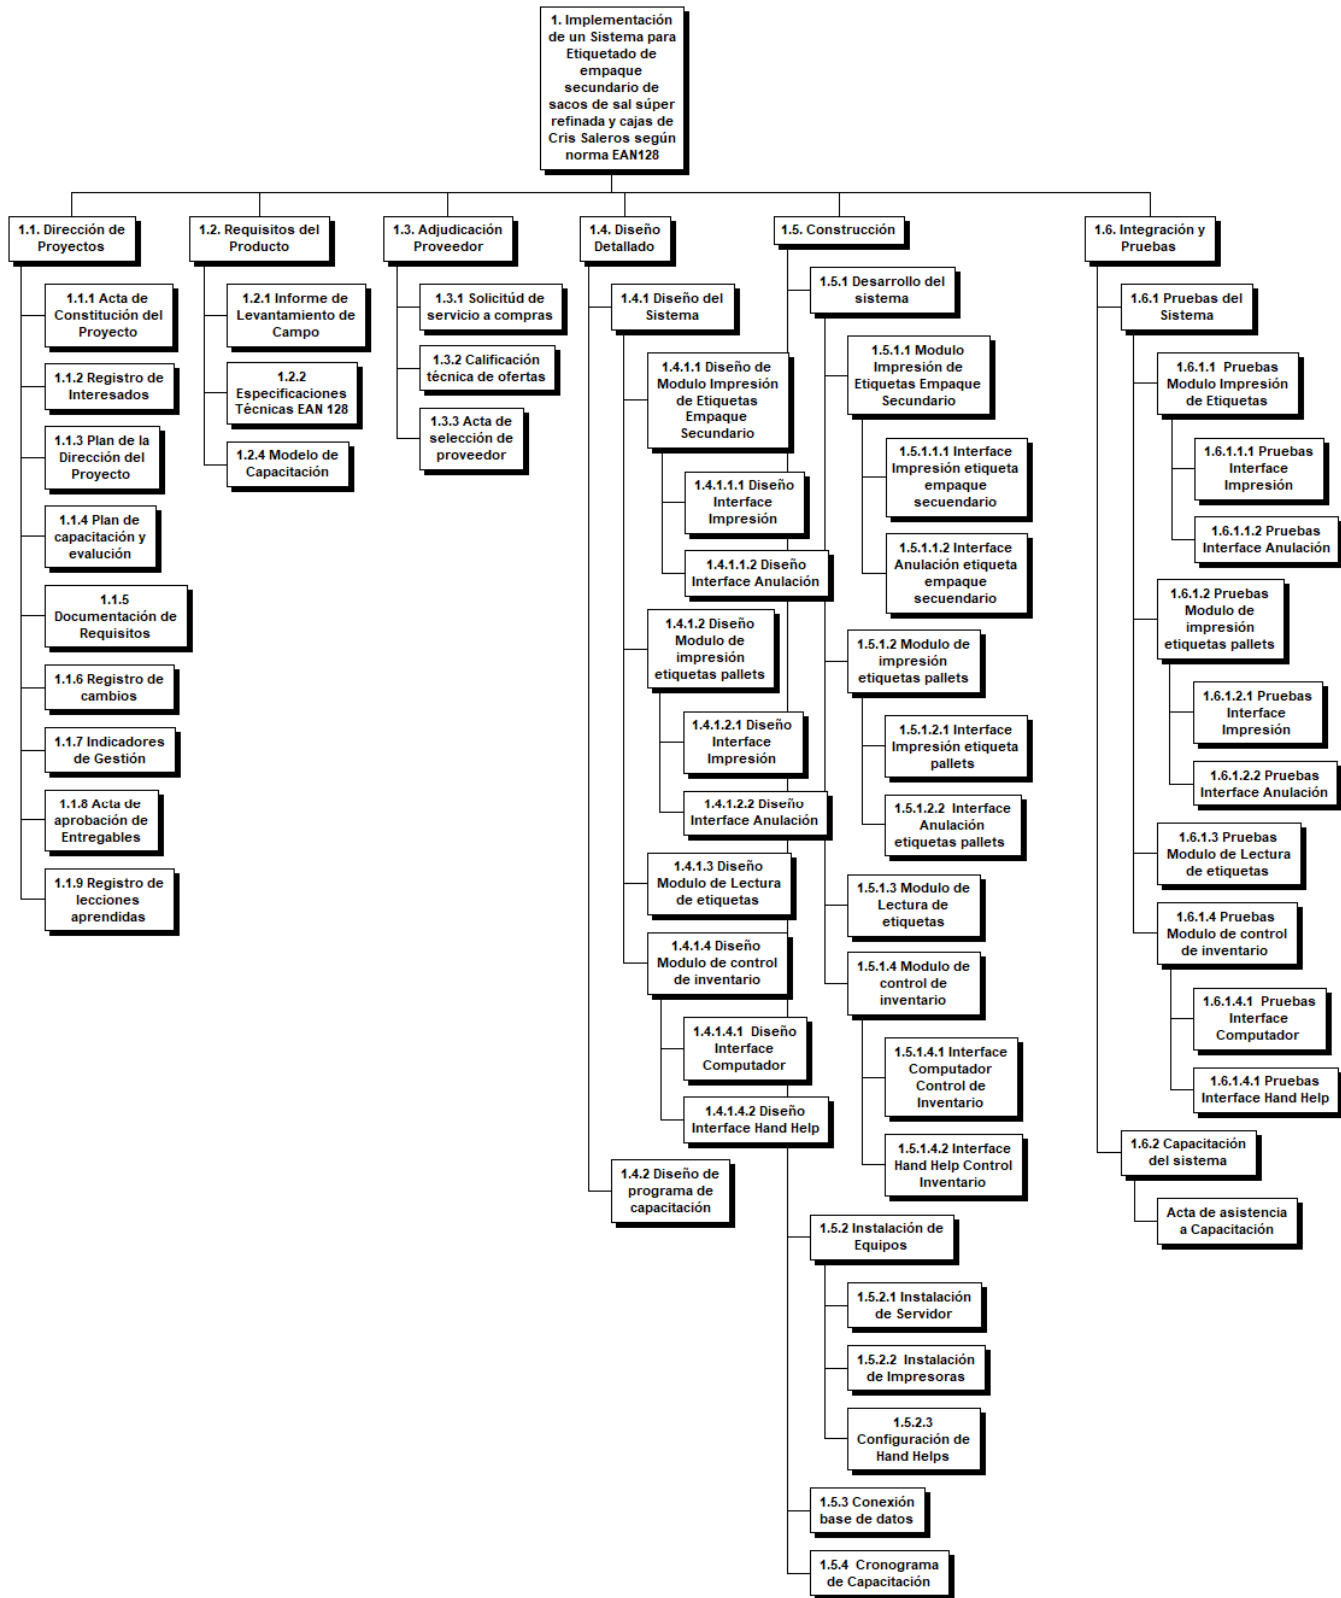 1. Implementación
de un Sistema para
Etiquetado de
empaque
secundario de
sacos de sal súper
refinada y cajas de
Cris Saleros según
norma EAN128
1.1. Dirección de
Proyectos
1.1.1 Acta de
Constitución del
Proyecto
1.1.2 Registro de
Interesados
1.1.3 Plan de la
Dirección del
Proyecto
1.1.4 Plan de
capacitación y
evalución
1.1.5
Documentación de
Requisitos
1.1.6 Registro de
cambios
1.1.7 Indicadores
de Gestión
1.1.8 Acta de
aprobación de
Entregables
1.1.9 Registro de
lecciones
aprendidas
1.2. Requisitos del
Producto
1.2.1 Informe de
Levantamiento de
Campo
1.2.2
Especificaciones
Técnicas EAN 128
1.2.4 Modelo de
Capacitación
1.3. Adjudicación
Proveedor
1.3.1 Solicitúd de
servicio a compras
1.3.2 Calificación
técnica de ofertas
1.3.3 Acta de
selección de
proveedor
1.4. Diseño
Detallado
1.4.1 Diseño del
Sistema
1.4.1.1 Diseño de
Modulo Impresión
de Etiquetas
Empaque
Secundario
1.4.1.1.1 Diseño
Interface
Impresión
1.4.1.1.2 Diseño
Interface Anulación
1.4.1.2 Diseño
Modulo de
impresión
etiquetas pallets
1.4.1.2.1 Diseño
Interface
Impresión
1.4.1.2.2 Diseño
Interface Anulación
1.4.1.3 Diseño
Modulo de Lectura
de etiquetas
1.4.1.4 Diseño
Modulo de control
de inventario
1.4.1.4.1 Diseño
Interface
Computador
1.4.1.4.2 Diseño
Interface Hand Help
1.4.2 Diseño de
programa de
capacitación
1.5. Construcción
1.5.1 Desarrollo del
sistema
1.5.1.1 Modulo
Impresión de
Etiquetas Empaque
Secundario
1.5.1.1.1 Interface
Impresión etiqueta
empaque
secuendario
1.5.1.1.2 Interface
Anulación etiqueta
empaque
secuendario
1.5.1.2 Modulo de
impresión
etiquetas pallets
1.5.1.2.1 Interface
Impresión etiqueta
pallets
1.5.1.2.2 Interface
Anulación
etiquetas pallets
1.5.1.3 Modulo de
Lectura de
etiquetas
1.5.1.4 Modulo de
control de
inventario
1.5.1.4.1 Interface
Computador
Control de
Inventario
1.5.1.4.2 Interface
Hand Help Control
Inventario
1.5.2 Instalación de
Equipos
1.5.2.1 Instalación
de Servidor
1.5.2.2 Instalación
de Impresoras
1.5.2.3
Configuración de
Hand Helps
1.5.3 Conexión
base de datos
1.5.4 Cronograma
de Capacitación
1.6. Integración y
Pruebas
1.6.1 Pruebas del
Sistema
1.6.1.1 Pruebas
Modulo Impresión
de Etiquetas
1.6.1.1.1 Pruebas
Interface
Impresión
1.6.1.1.2 Pruebas
Interface Anulación
1.6.1.2 Pruebas
Modulo de
impresión
etiquetas pallets
1.6.1.2.1 Pruebas
Interface
Impresión
1.6.1.2.2 Pruebas
Interface Anulación
1.6.1.3 Pruebas
Modulo de Lectura
de etiquetas
1.6.1.4 Pruebas
Modulo de control
de inventario
1.6.1.4.1 Pruebas
Interface
Computador
1.6.1.4.1 Pruebas
Interface Hand Help
1.6.2 Capacitación
del sistema
Acta de asistencia
a Capacitación